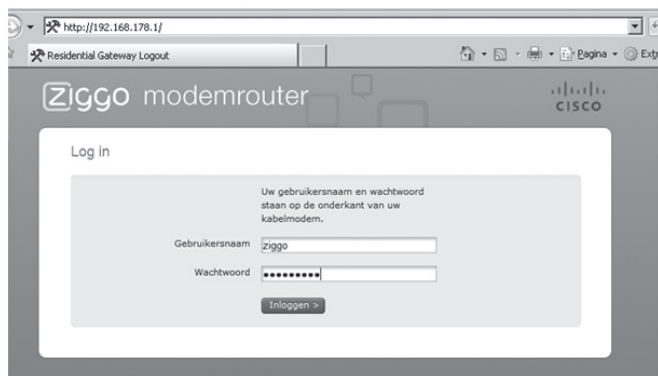 http://192.168.178.1/
Residential Gateway Logout
Pagina
Ext
ziggo modemrouter
CISCO
Log in
Uw gebruikersnaam en wachtwoord
staan op de onderkant van uw
kabelmodem.
Gebruikersnaam ziggo
Wachtwoord •••••••••
Inloggen >